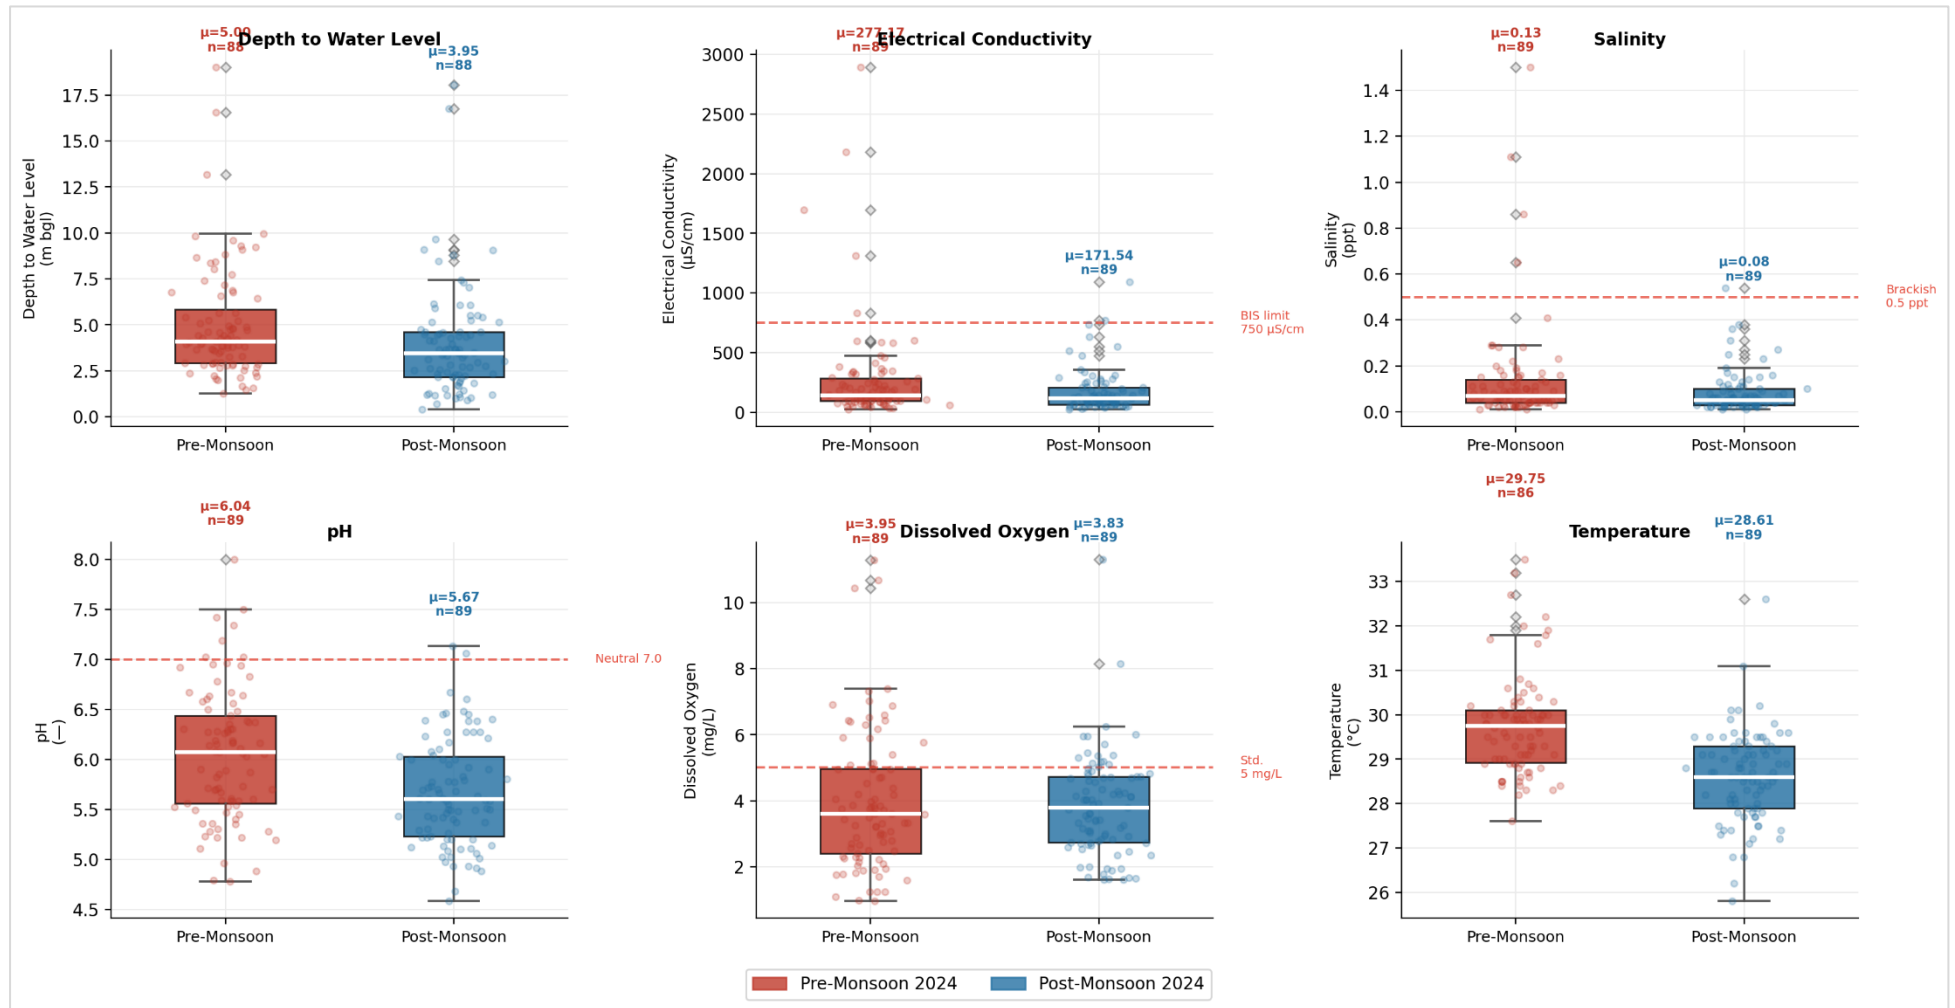 μ=5.00
n=88
Depth to Water Level
μ=3.95
n=88
Depth to Water Level
(m bgl)
17.5
15.0
12.5
10.0
7.5
5.0
2.5
0.0
Pre-Monsoon
Post-Monsoon
μ=277.17
n=89
Electrical Conductivity
μ=171.54
n=89
Electrical Conductivity
(μS/cm)
3000
2500
2000
1500
1000
500
0
BIS limit
750 μS/cm
Pre-Monsoon
Post-Monsoon
μ=0.13
n=89
Salinity
μ=0.08
n=89
Salinity
(ppt)
1.4
1.2
1.0
0.8
0.6
0.4
0.2
0.0
Brackish
0.5 ppt
Pre-Monsoon
Post-Monsoon
μ=6.04
n=89
pH
μ=5.67
n=89
pH
(—)
8.0
7.5
7.0
6.5
6.0
5.5
5.0
4.5
Neutral 7.0
Pre-Monsoon
Post-Monsoon
μ=3.95
n=89
Dissolved Oxygen
μ=3.83
n=89
Dissolved Oxygen
(mg/L)
10
8
6
4
2
Std.
5 mg/L
Pre-Monsoon
Post-Monsoon
μ=29.75
n=86
Temperature
μ=28.61
n=89
Temperature
(°C)
33
32
31
30
29
28
27
26
Pre-Monsoon
Post-Monsoon
Pre-Monsoon 2024
Post-Monsoon 2024